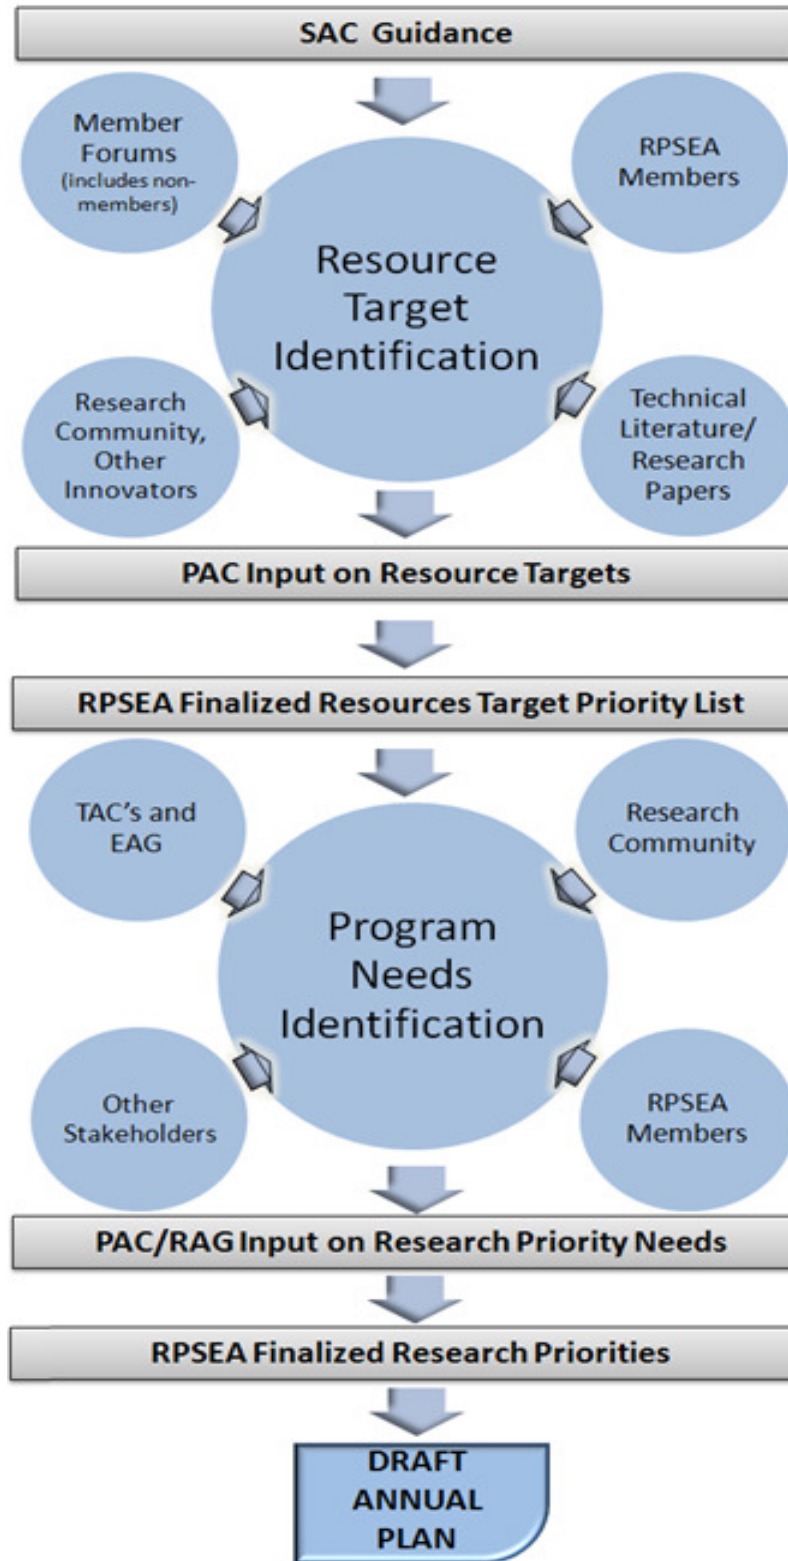 SAC Guidance
Member
Forums
(includes non-
members)
RPSEA
Members
Resource
Target
Identification
Research
Community,
Other
Innovators
Technical
Literature/
Research
Papers
PAC Input on Resource Targets
RPSEA Finalized Resources Target Priority List
TAC's and
EAG
Research
Community
Program
Needs
Identification
Other
Stakeholders
RPSEA
Members
PAC/RAG Input on Research Priority Needs
RPSEA Finalized Research Priorities
DRAFT
ANNUAL
PLAN